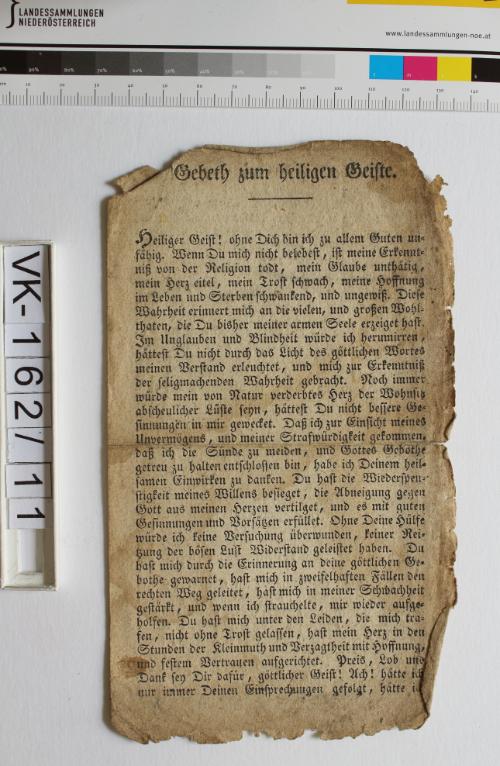 LANDESSAMMLUNGEN
NIEDERÖSTERREICH
www.landessammlungen-noe.at
VK-162/11
Gebeth zum heiligen Geiste.
Heiliger Geist! ohne Dich bin ich zu allem Guten un-
fähig. Wenn Du mich nicht belebest, ist meine Erkennt-
niß von der Religion todt, mein Glaube unthätig,
mein Herz eitel, mein Trost schwach, meine Hoffnung
im Leben und Sterben schwankend, und ungewiß. Diese
Wahrheit erinnert mich an die vielen, und großen Wohl-
thaten, die Du bisher meiner armen Seele erzeiget hast.
Im Unglauben und Blindheit würde ich herumirren,
hättest Du nicht durch das Licht des göttlichen Wortes
meinen Verstand erleuchtet, und mich zur Erkenntniß
der seligmachenden Wahrheit gebracht. Noch immer
würde mein von Natur verderbtes Herz der Wohnsitz
abscheulicher Lüste seyn, hättest Du nicht bessere Ge-
sinnungen in mir gewecket. Daß ich zur Einsicht meines
Unvermögens, und meiner Strafwürdigkeit gekommen,
daß ich die Sünde zu meiden, und Gottes Gebothe
getreu zu halten entschlossen bin, habe ich Deinem heil-
samen Einwirken zu danken. Du hast die Wiederspen-
stigkeit meines Willens besieget, die Abneigung gegen
Gott aus meinen Herzen vertilget, und es mit guten
Gesinnungen und Vorsätzen erfüllet. Ohne Deine Hülfe
würde ich keine Versuchung überwunden, keiner Rei-
tzung der bösen Lust Widerstand geleistet haben. Du
hast mich durch die Erinnerung an deine göttlichen Ge-
bothe gewarnet, hast mich in zweifelhaften Fällen den
rechten Weg geleitet, hast mich in meiner Schwachheit
gestärkt, und wenn ich strauchelte, mir wieder aufge-
holfen. Du hast mich unter den Leiden, die mich tra-
fen, nicht ohne Trost gelassen, hast mein Herz in den
Stunden der Kleinmuth und Verzagtheit mit Hoffnung,
und festem Vertrauen aufgerichtet. Preis, Lob und
Dank sey Dir dafür, göttlicher Geist! Ach! hätte ich
nur immer Deinen Einsprechungen gefolgt, hätte ich